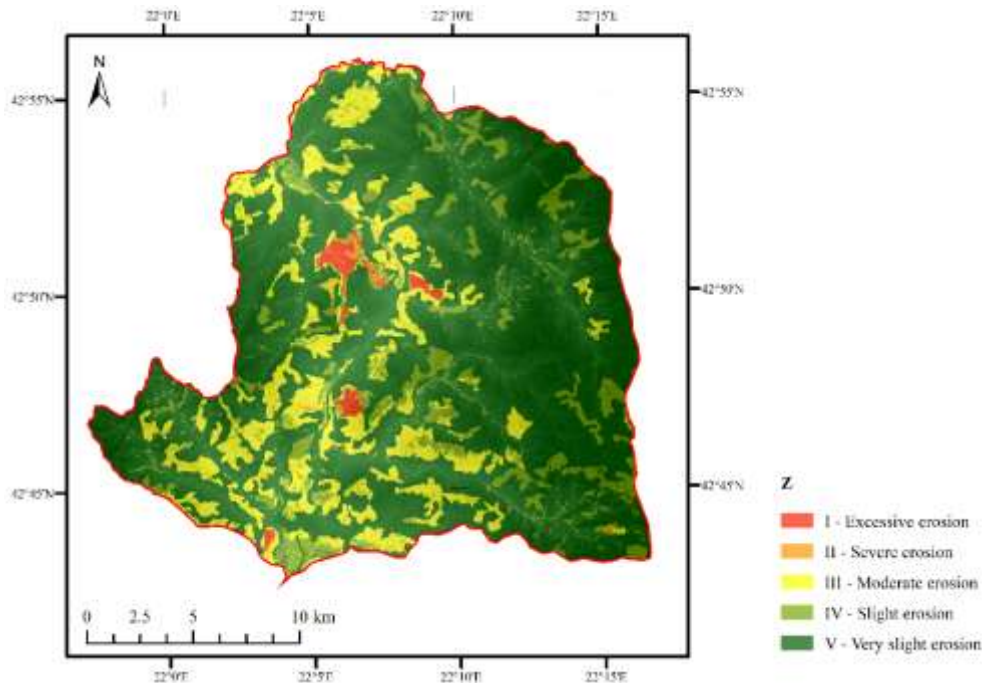 22°0'E 22°5'E 22°10'E 22°15'E
N
42°55'N 42°55'N
42°50'N 42°50'N
42°45'N 42°45'N
Z
I - Excessive erosion
II - Severe erosion
III - Moderate erosion
IV - Slight erosion
V - Very slight erosion
0 2.5 5 10 km
22°0'E 22°5'E 22°10'E 22°15'E